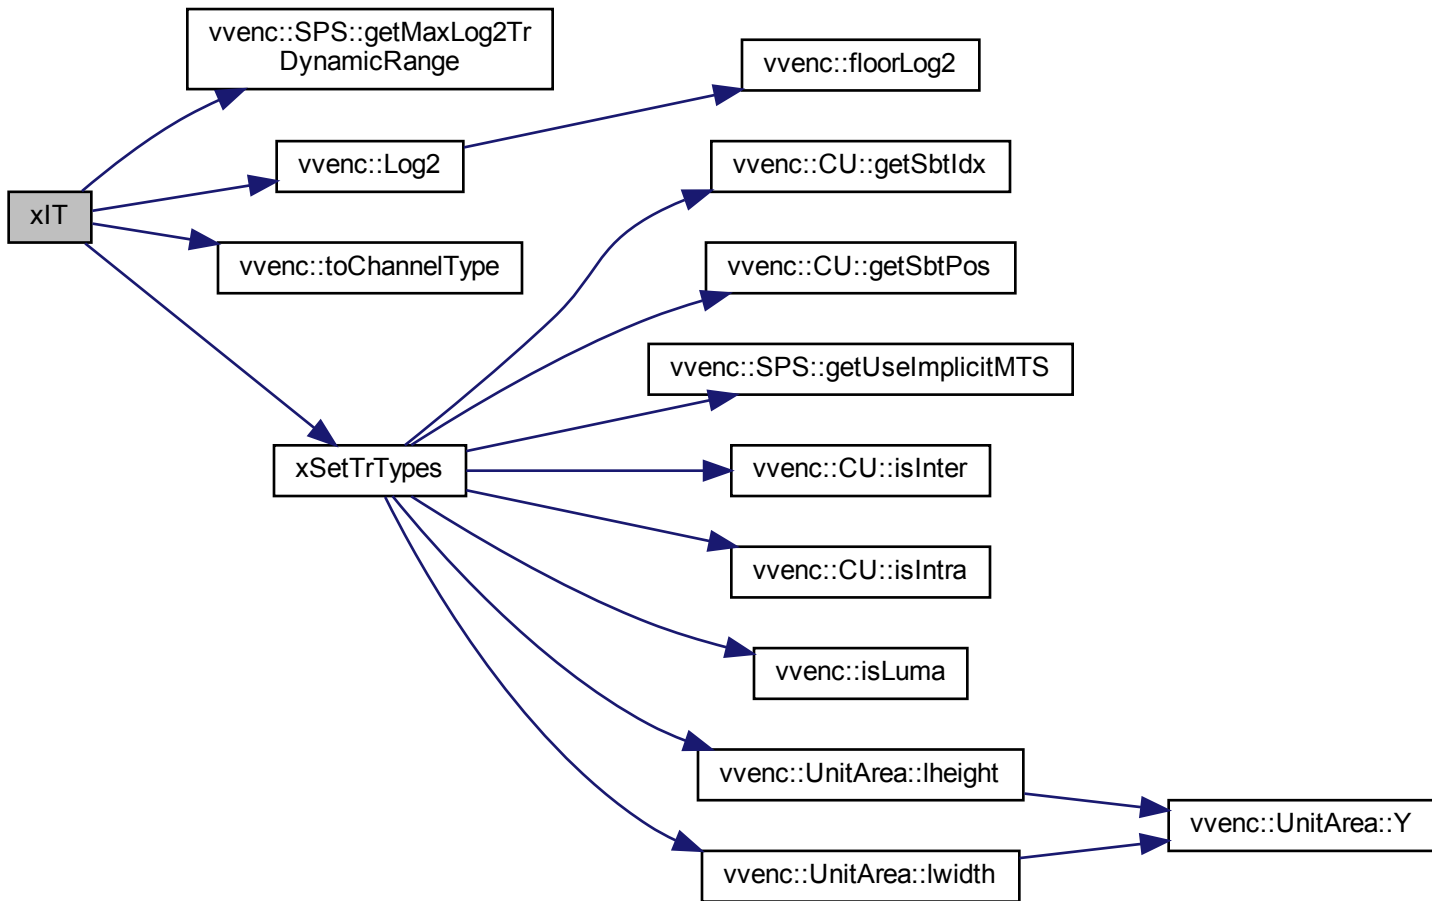 vvenc::SPS::getMaxLog2Tr
DynamicRange
vvenc::floorLog2
vvenc::Log2
vvenc::CU::getSbtIdx
xIT
vvenc::toChannelType
vvenc::CU::getSbtPos
vvenc::SPS::getUseImplicitMTS
xSetTrTypes
vvenc::CU::isInter
vvenc::CU::isIntra
vvenc::isLuma
vvenc::UnitArea::lheight
vvenc::UnitArea::Y
vvenc::UnitArea::lwidth